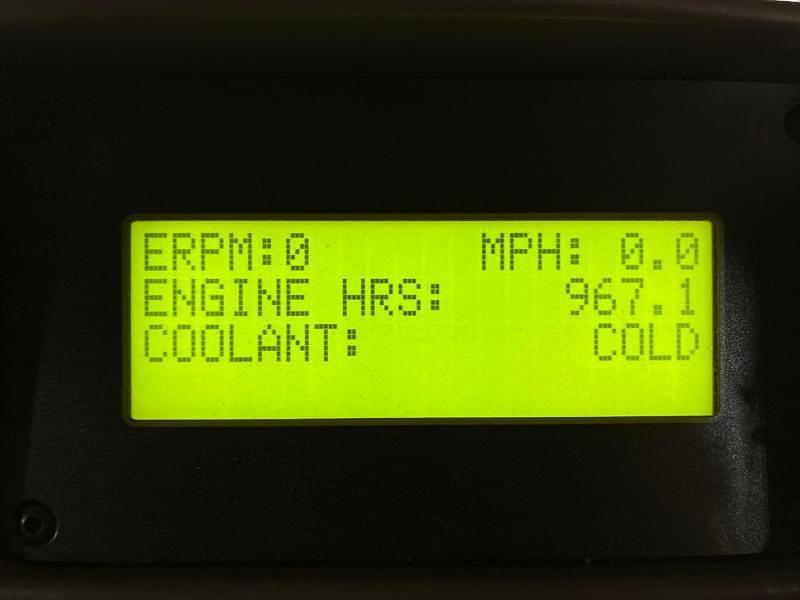 ERPM:0 MPH: 0.0
ENGINE HRS: 967.1
COOLANT: COLD